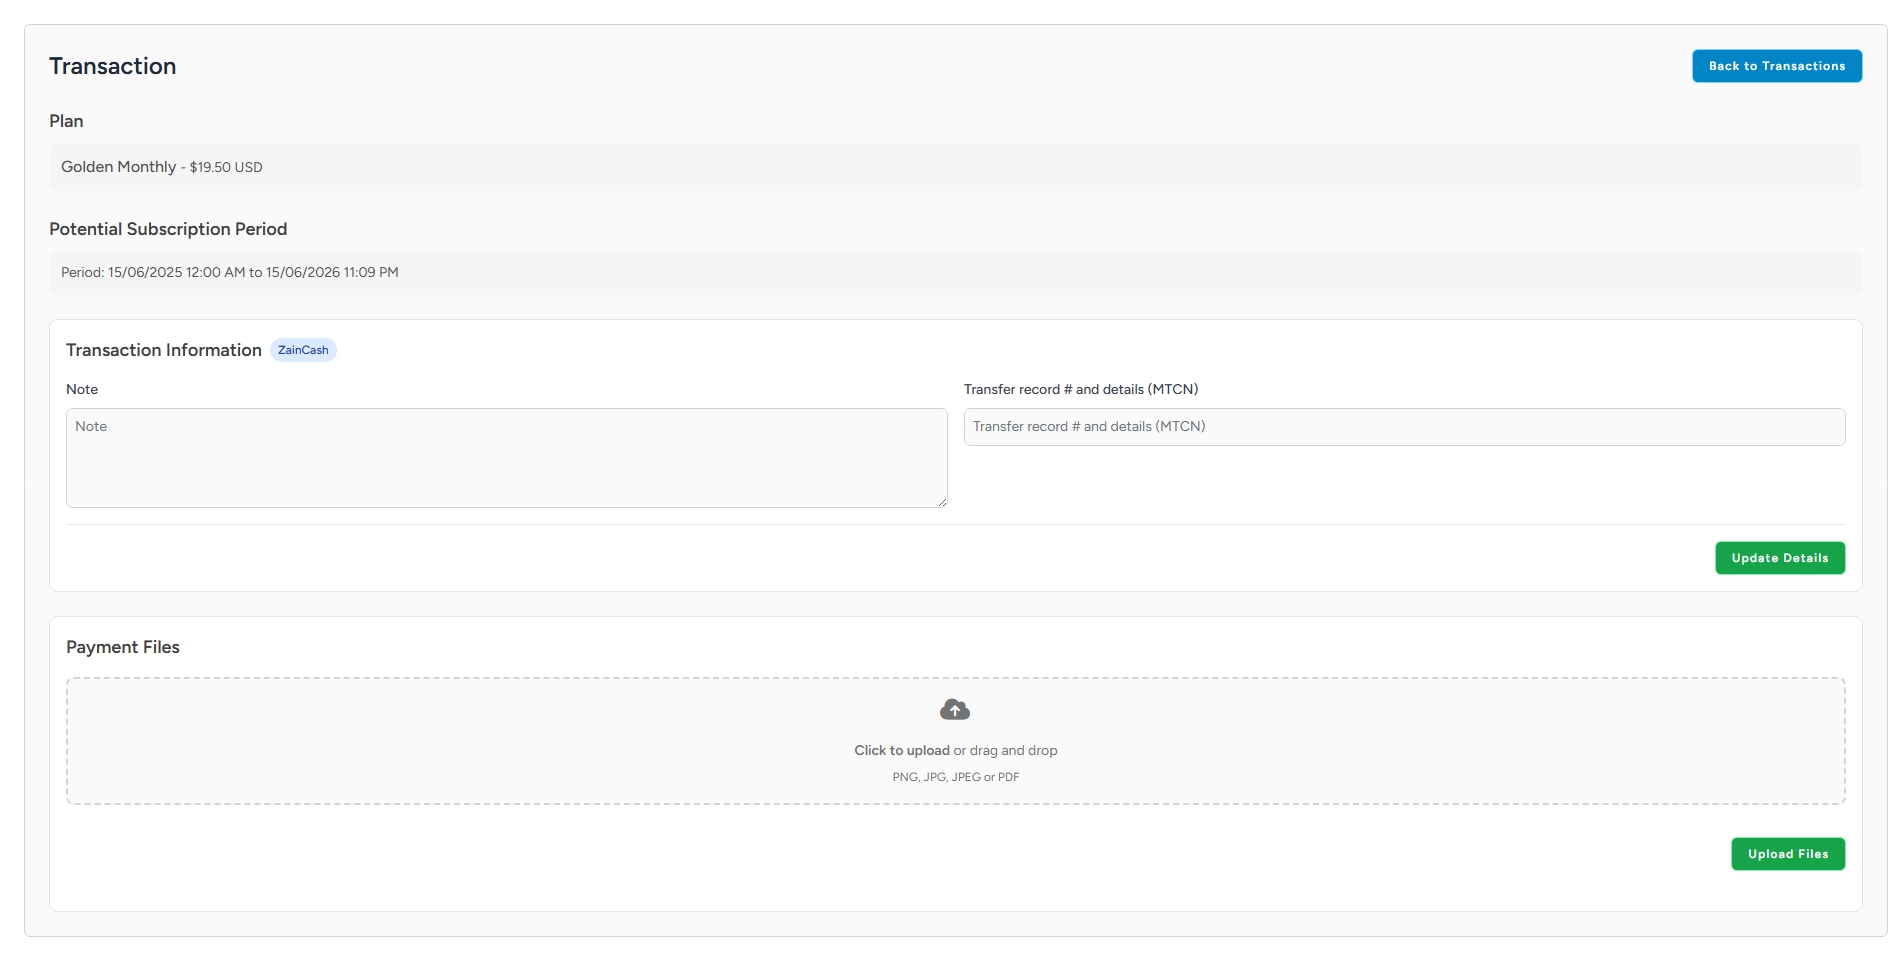 Transaction
Back to Transactions
Plan
Golden Monthly - $19.50 USD
Potential Subscription Period
Period: 15/06/2025 12:00 AM to 15/06/2026 11:09 PM
Transaction Information ZainCash
Note
Transfer record # and details (MTCN)
Note
Transfer record # and details (MTCN)
Update Details
Payment Files
Click to upload or drag and drop
PNG, JPG, JPEG or PDF
Upload Files